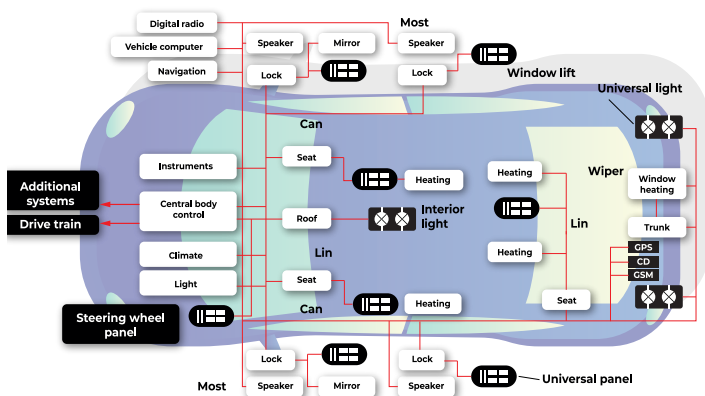 Digital radio
Most
Vehicle computer
Speaker
Mirror
Speaker
Navigation
Lock
Lock
Window lift
Universal light
Can
Instruments
Seat
Heating
Heating
Wiper
Window
heating
Additional
systems
Central body
control
Drive train
Roof
Interior
light
Lin
Trunk
Climate
Lin
Heating
GPS
CD
GSM
Light
Seat
Heating
Seat
Can
Steering wheel
panel
Lock
Lock
Most
Speaker
Mirror
Speaker
Universal panel